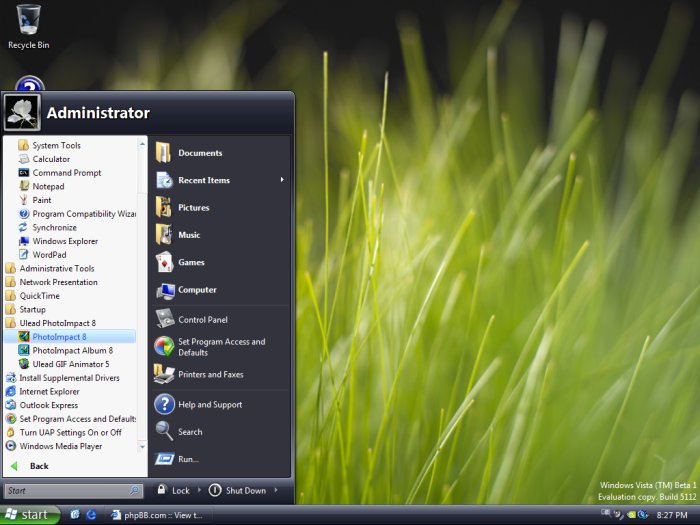 Recycle Bin
Administrator
System Tools
Calculator
Command Prompt
Notepad
Paint
Program Compatibility Wizar
Synchronize
Windows Explorer
WordPad
Administrative Tools
Network Presentation
QuickTime
Startup
Ulead PhotoImpact 8
PhotoImpact 8
PhotoImpact Album 8
Ulead GIF Animator 5
Install Supplemental Drivers
Internet Explorer
Outlook Express
Set Program Access and Defaults
Turn UAP Settings On or Off
Windows Media Player
Back
Documents
Recent Items
Pictures
Music
Games
Computer
Control Panel
Set Program Access and
Defaults
Printers and Faxes
Help and Support
Search
Run...
Start
Lock
Shut Down
Windows Vista (TM) Beta 1
Evaluation copy. Build 5112
start
phpBB.com :: View t...
8:27 PM